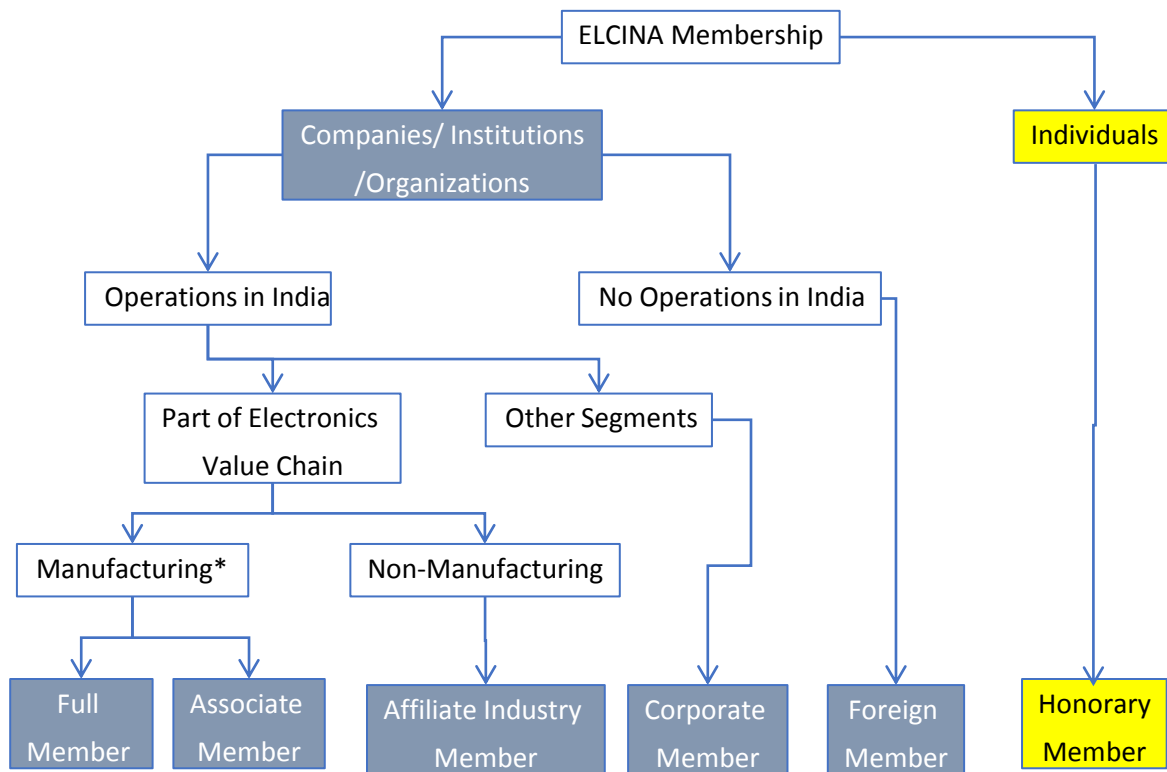 ELCINA Membership
Companies/ Institutions
/Organizations
Individuals
Operations in India
No Operations in India
Part of Electronics
Value Chain
Other Segments
Manufacturing*
Non-Manufacturing
Full
Member
Associate
Member
Affiliate Industry
Member
Corporate
Member
Foreign
Member
Honorary
Member